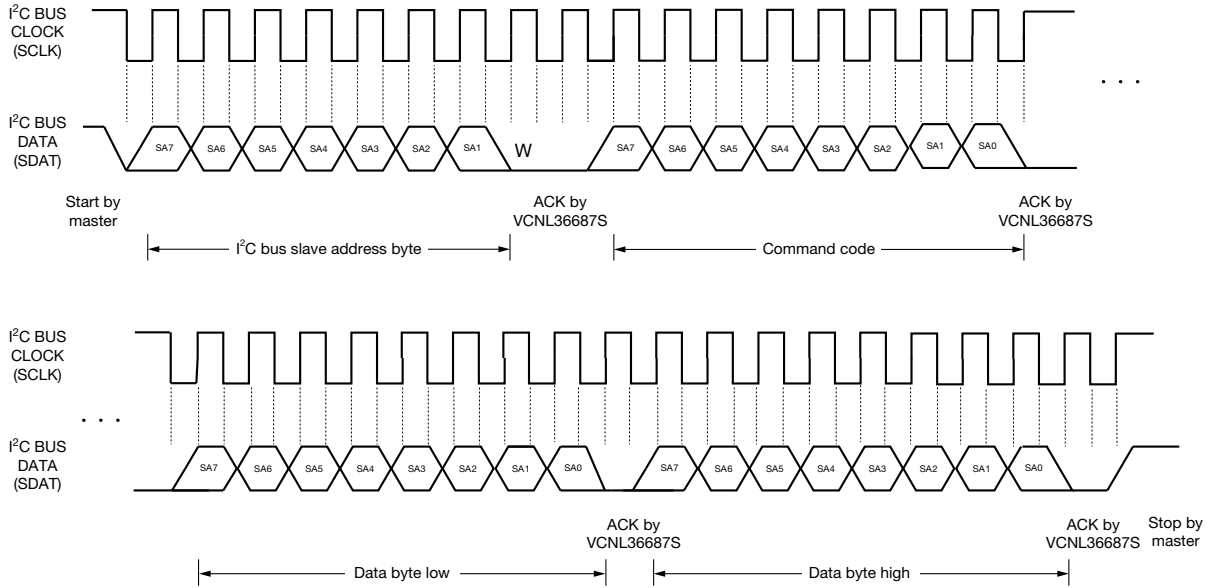 I²C BUS
CLOCK
(SCLK)
. . .
I²C BUS
DATA
(SDAT)
SA7 SA6 SA5 SA4 SA3 SA2 SA1 W SA7 SA6 SA5 SA4 SA3 SA2 SA1 SA0
Start by
master
ACK by
VCNL36687S
ACK by
VCNL36687S
I²C bus slave address byte
Command code
I²C BUS
CLOCK
(SCLK)
. . .
I²C BUS
DATA
(SDAT)
SA7 SA6 SA5 SA4 SA3 SA2 SA1 SA0 SA7 SA6 SA5 SA4 SA3 SA2 SA1 SA0
ACK by
VCNL36687S
ACK by
VCNL36687S
Stop by
master
Data byte low
Data byte high